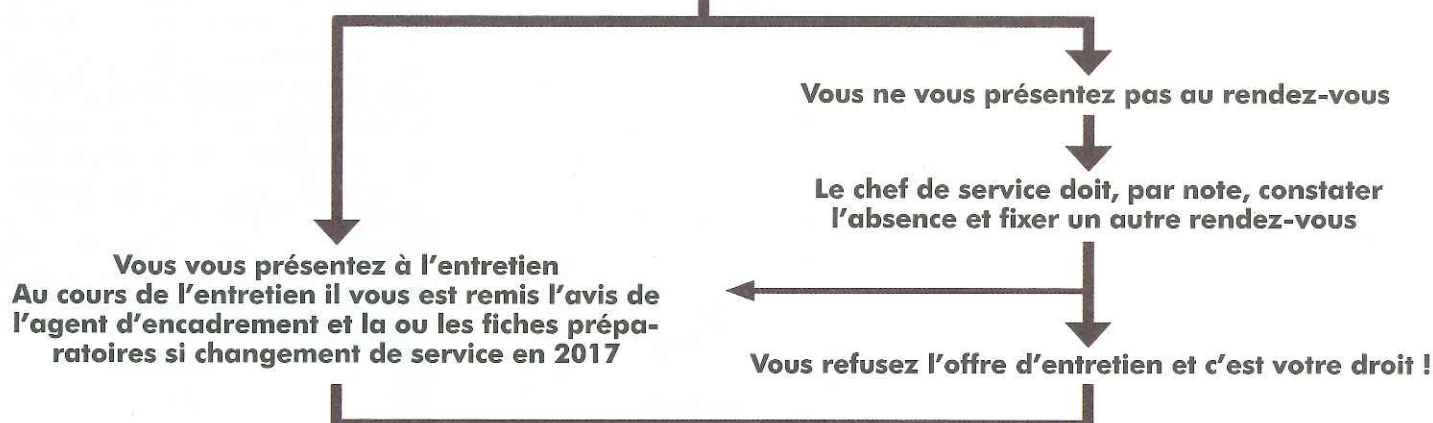 Vous ne vous présentez pas au rendez-vous
Le chef de service doit, par note, constater
l'absence et fixer un autre rendez-vous
Vous vous présentez à l'entretien
Au cours de l'entretien il vous est remis l'avis de
l'agent d'encadrement et la ou les fiches prépa-
ratoires si changement de service en 2017
Vous refusez l'offre d'entretien et c'est votre droit !